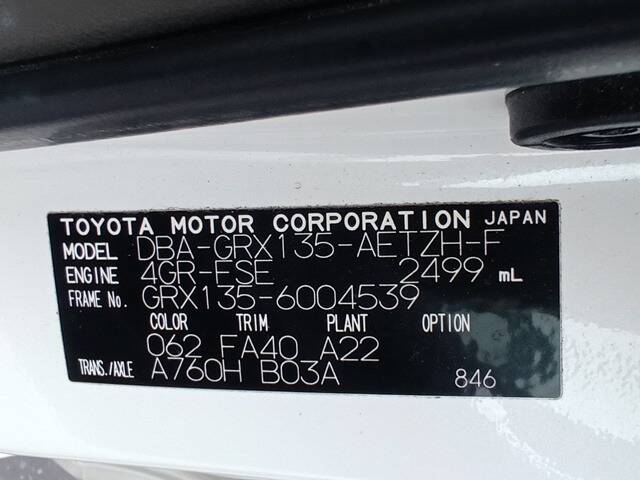 TOYOTA MOTOR CORPORATION JAPAN
MODEL DBA-GRX135-AETZH-F
ENGINE 4GR-FSE 2499 mL
FRAME No. GRX135-6004539
COLOR TRIM PLANT OPTION
062 FA40 A22
TRANS./AXLE A760H B03A 846